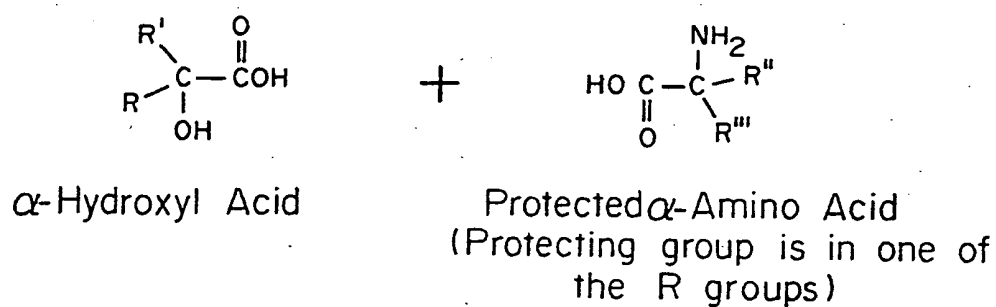 R' O NH2
C — COH + HO C — C — R''
R OH O R'''
α-Hydroxyl Acid Protected α-Amino Acid
(Protecting group is in one of
the R groups)